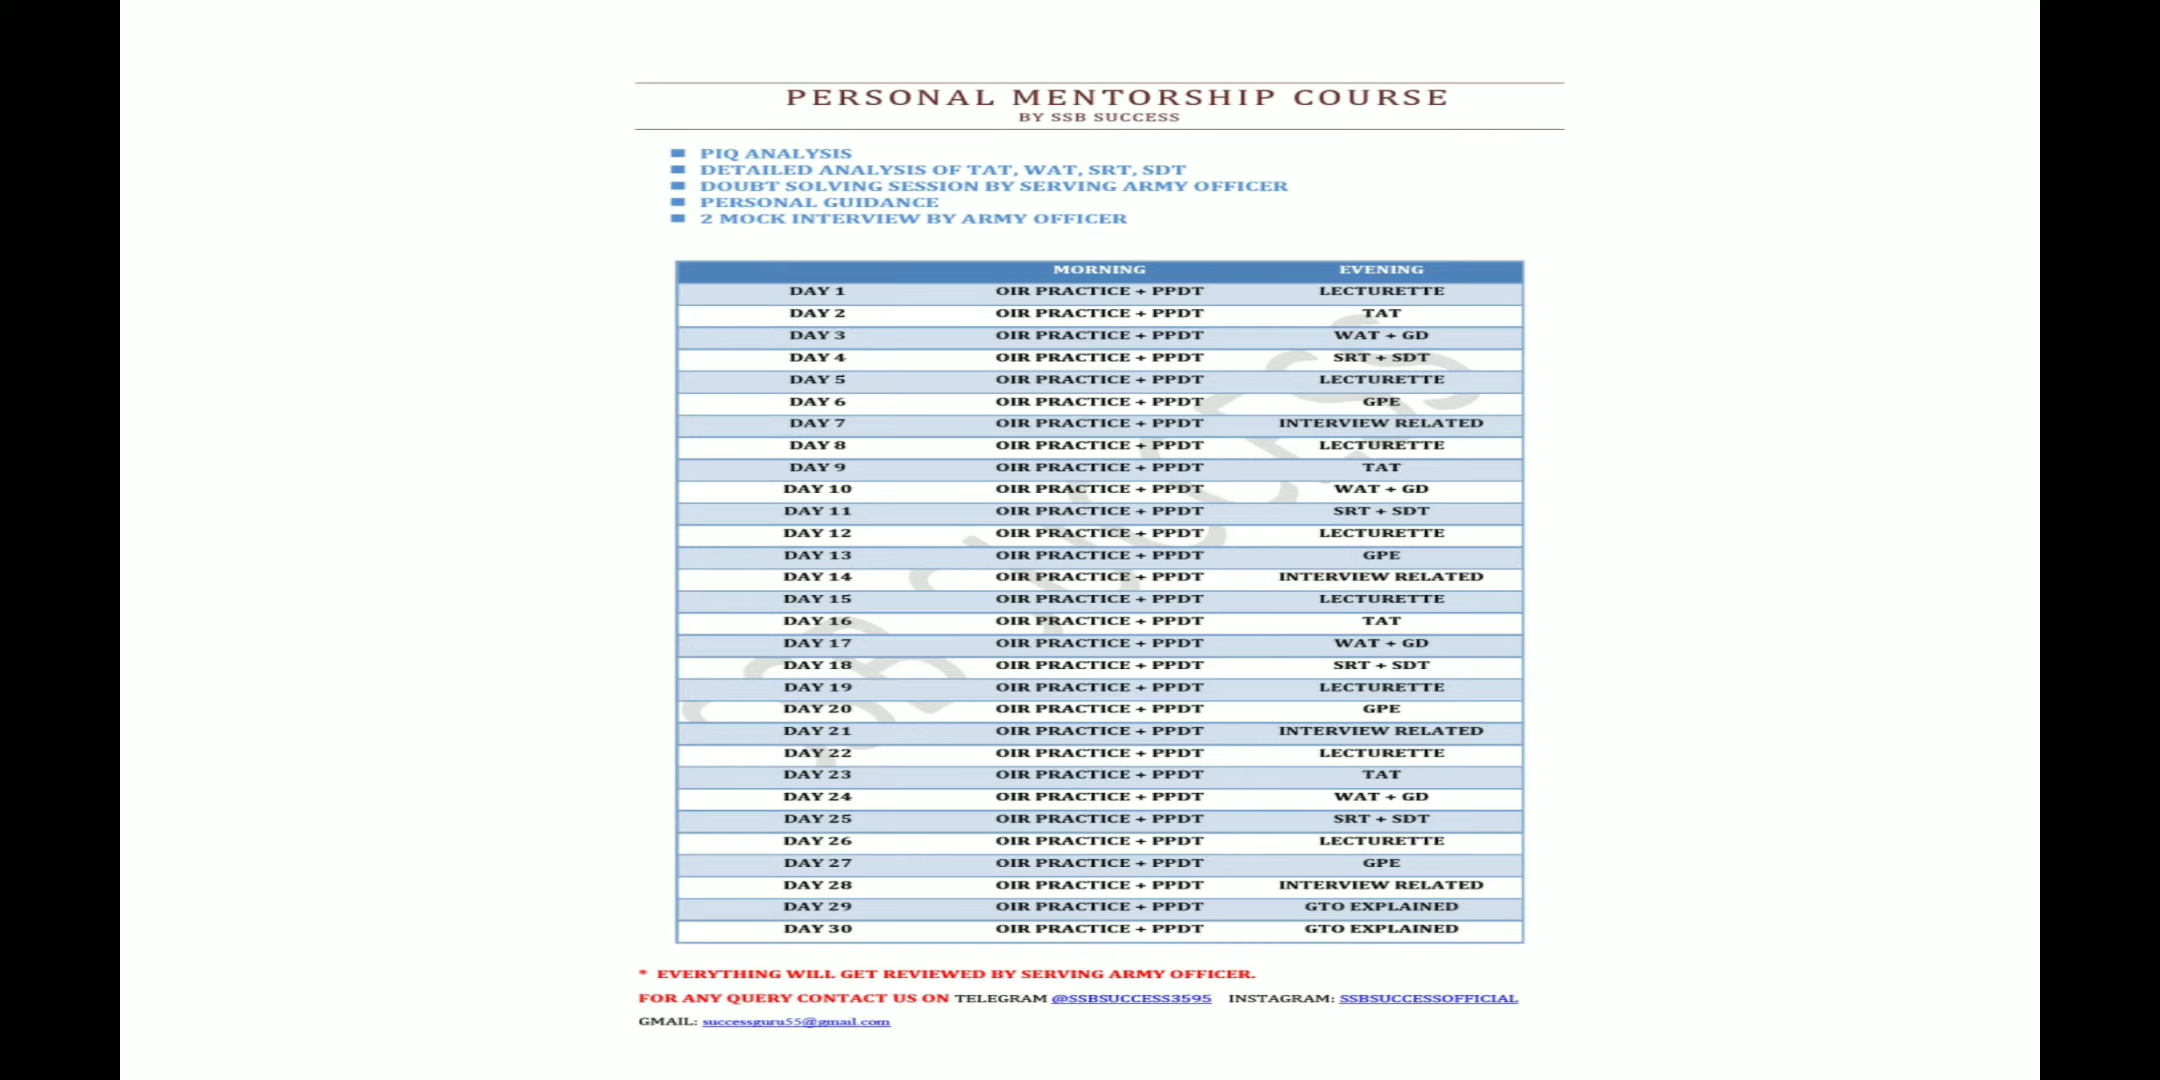 PERSONAL MENTORSHIP COURSE
BY SSB SUCCESS
PIQ ANALYSIS
DETAILED ANALYSIS OF TAT, WAT, SRT, SDT
DOUBT SOLVING SESSION BY SERVING ARMY OFFICER
PERSONAL GUIDANCE
2 MOCK INTERVIEW BY ARMY OFFICER
MORNING EVENING
DAY 1 OIR PRACTICE + PPDT LECTURETTE
DAY 2 OIR PRACTICE + PPDT TAT
DAY 3 OIR PRACTICE + PPDT WAT + GD
DAY 4 OIR PRACTICE + PPDT SRT + SDT
DAY 5 OIR PRACTICE + PPDT LECTURETTE
DAY 6 OIR PRACTICE + PPDT GPE
DAY 7 OIR PRACTICE + PPDT INTERVIEW RELATED
DAY 8 OIR PRACTICE + PPDT LECTURETTE
DAY 9 OIR PRACTICE + PPDT TAT
DAY 10 OIR PRACTICE + PPDT WAT + GD
DAY 11 OIR PRACTICE + PPDT SRT + SDT
DAY 12 OIR PRACTICE + PPDT LECTURETTE
DAY 13 OIR PRACTICE + PPDT GPE
DAY 14 OIR PRACTICE + PPDT INTERVIEW RELATED
DAY 15 OIR PRACTICE + PPDT LECTURETTE
DAY 16 OIR PRACTICE + PPDT TAT
DAY 17 OIR PRACTICE + PPDT WAT + GD
DAY 18 OIR PRACTICE + PPDT SRT + SDT
DAY 19 OIR PRACTICE + PPDT LECTURETTE
DAY 20 OIR PRACTICE + PPDT GPE
DAY 21 OIR PRACTICE + PPDT INTERVIEW RELATED
DAY 22 OIR PRACTICE + PPDT LECTURETTE
DAY 23 OIR PRACTICE + PPDT TAT
DAY 24 OIR PRACTICE + PPDT WAT + GD
DAY 25 OIR PRACTICE + PPDT SRT + SDT
DAY 26 OIR PRACTICE + PPDT LECTURETTE
DAY 27 OIR PRACTICE + PPDT GPE
DAY 28 OIR PRACTICE + PPDT INTERVIEW RELATED
DAY 29 OIR PRACTICE + PPDT GTO EXPLAINED
DAY 30 OIR PRACTICE + PPDT GTO EXPLAINED
* EVERYTHING WILL GET REVIEWED BY SERVING ARMY OFFICER.
FOR ANY QUERY CONTACT US ON TELEGRAM @SSBSUCCESS3595 INSTAGRAM: SSBSUCCESSOFFICIAL
GMAIL: successguru55@gmail.com